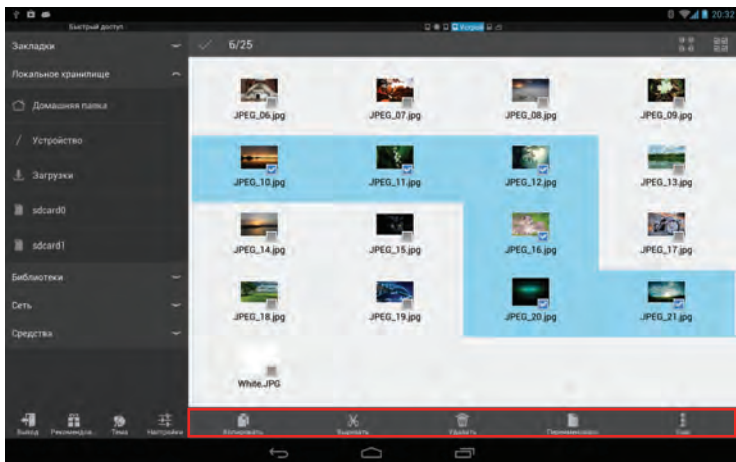 20:32
Быстрый доступ
Устрой
Закладки
6/25
Локальное хранилище
Домашняя папка
JPEG_06.jpg
JPEG_07.jpg
JPEG_08.jpg
JPEG_09.jpg
Устройство
Загрузки
JPEG_10.jpg
JPEG_11.jpg
JPEG_12.jpg
JPEG_13.jpg
sdcard0
sdcard1
JPEG_14.jpg
JPEG_15.jpg
JPEG_16.jpg
JPEG_17.jpg
Библиотеки
Сеть
Средства
JPEG_18.jpg
JPEG_19.jpg
JPEG_20.jpg
JPEG_21.jpg
White.JPG
Выход
Рекомендов...
Тема
Настройки
Копировать
Вырезать
Удалить
Переименовать
Еще